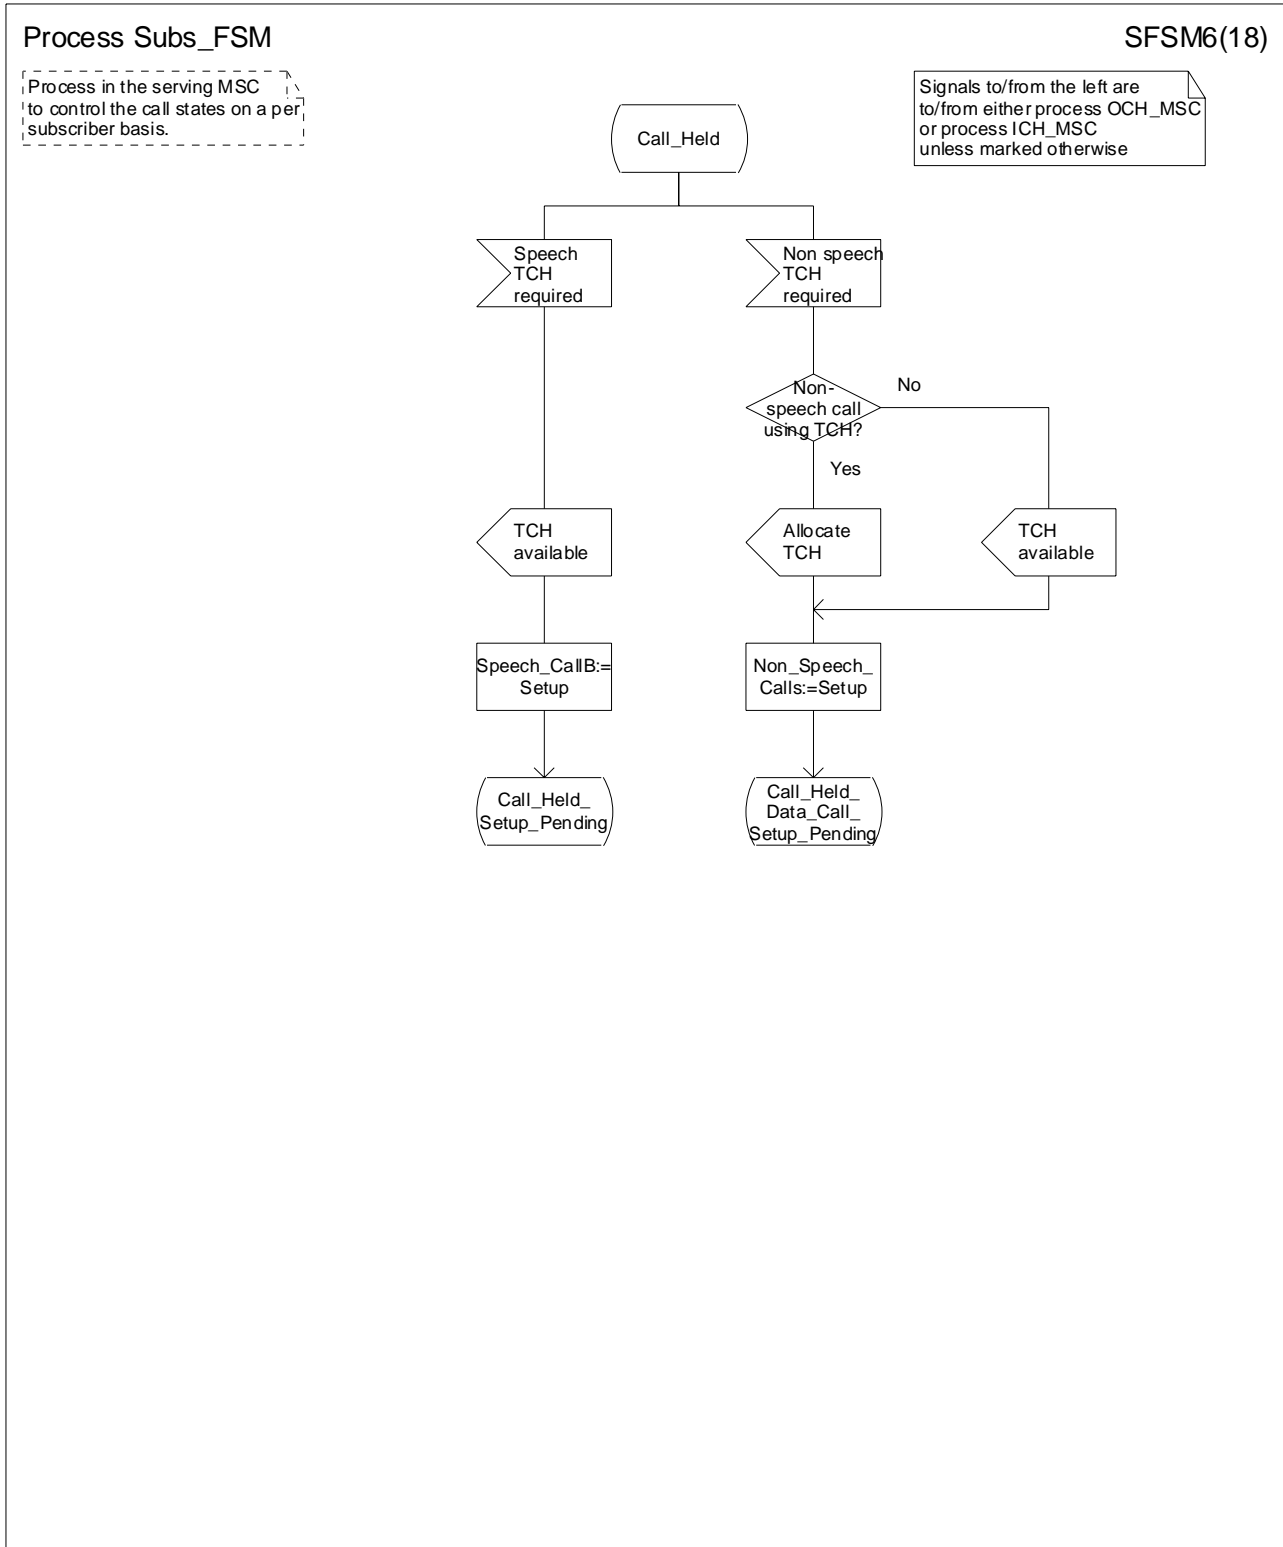 Process Subs_FSM
SFSM6(18)
Process in the serving MSC
to control the call states on a per
subscriber basis.
Signals to/from the left are
to/from either process OCH_MSC
or process ICH_MSC
unless marked otherwise
Call_Held
Speech
TCH
required
Non speech
TCH
required
Non-
speech call
using TCH?
No
Yes
TCH
available
Allocate
TCH
TCH
available
Speech_CallB:=
Setup
Non_Speech_
Calls:=Setup
Call_Held_
Setup_Pending
Call_Held_
Data_Call_
Setup_Pending